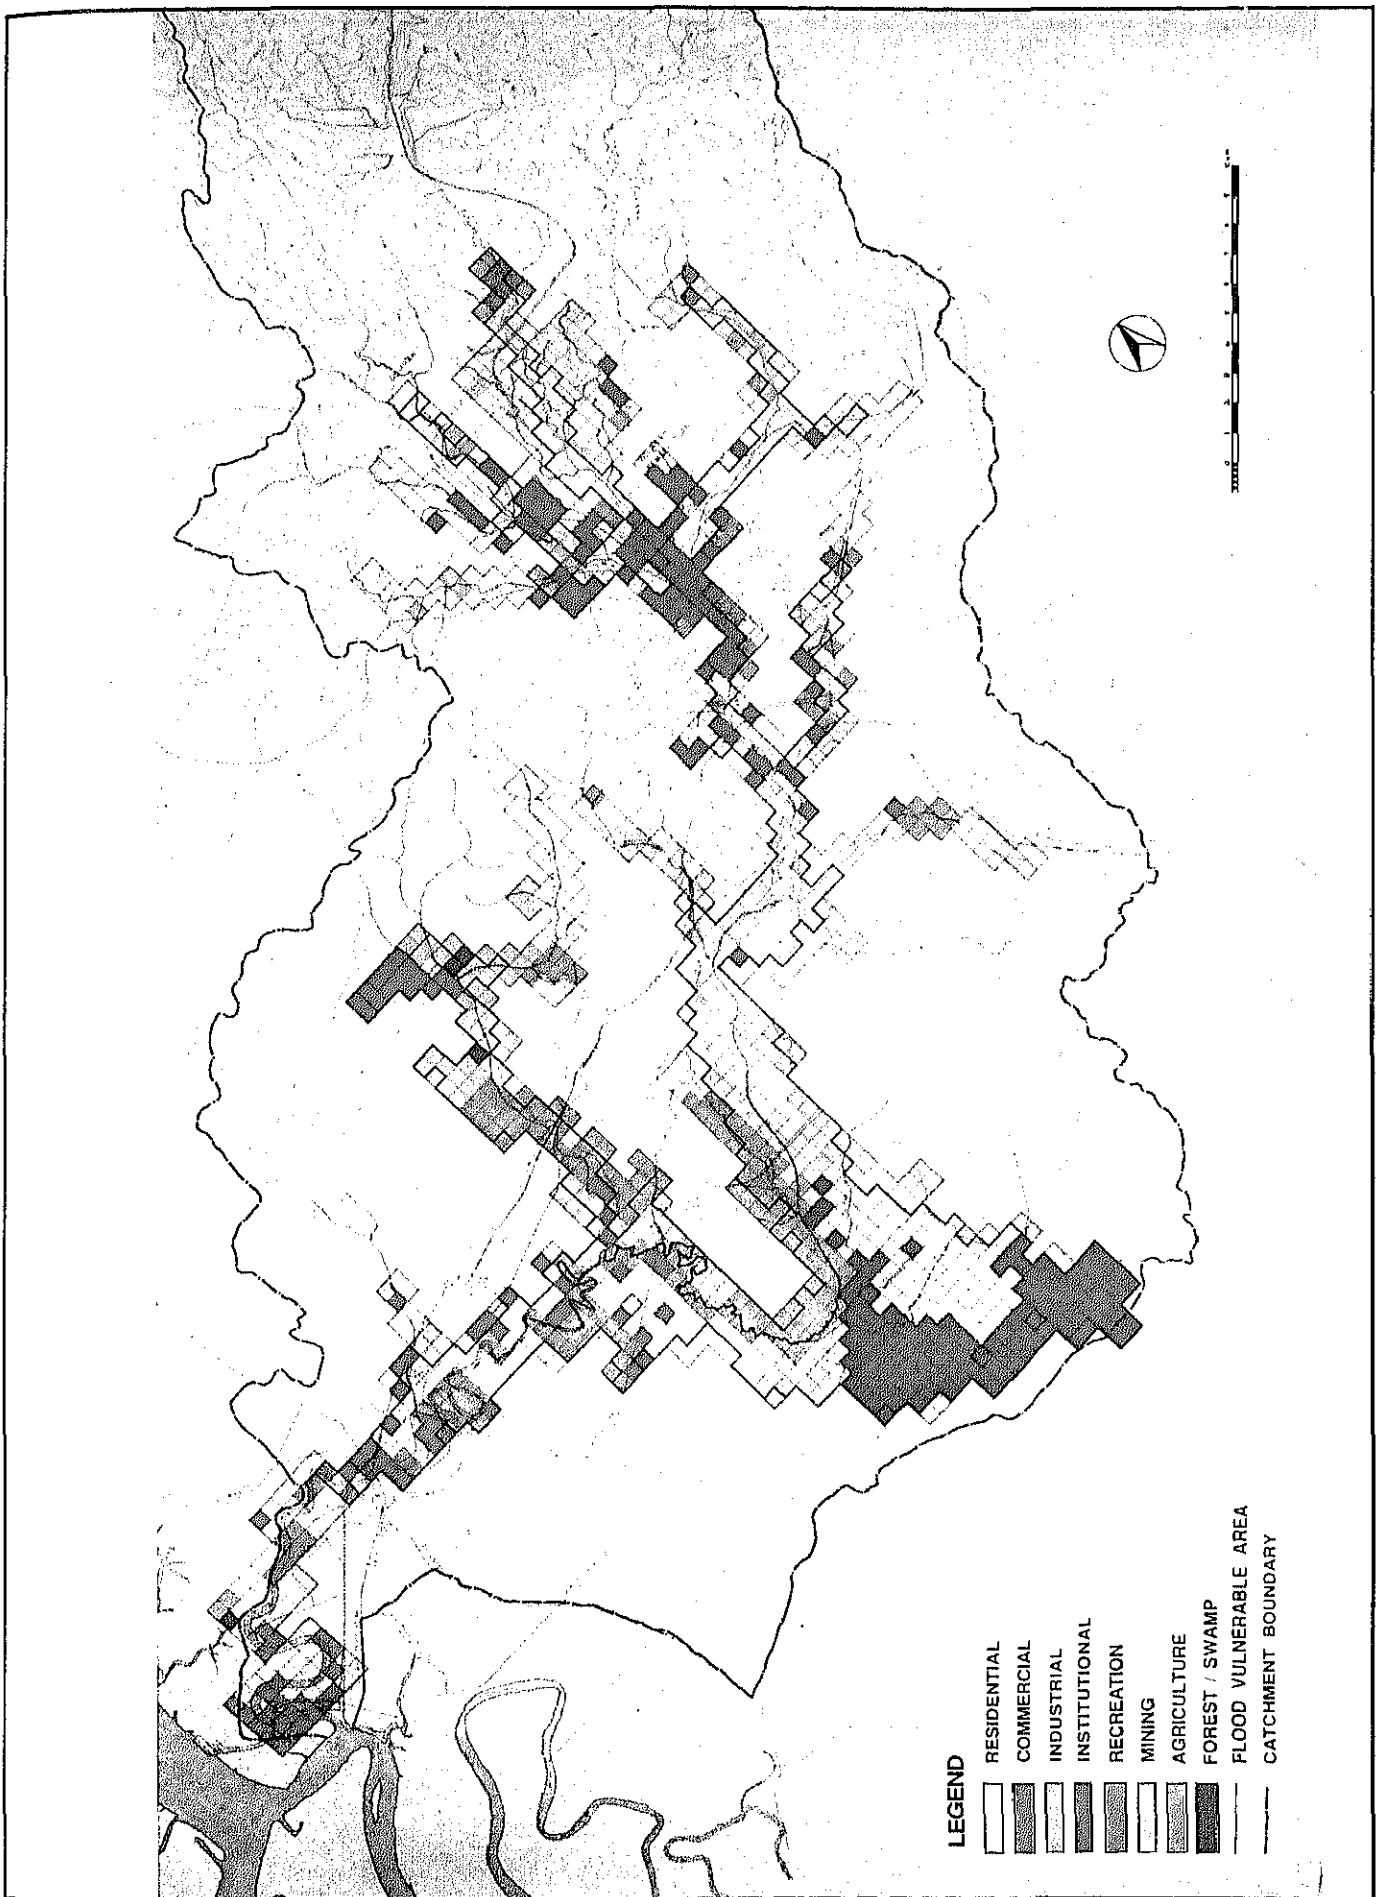 LEGEND
RESIDENTIAL
COMMERCIAL
INDUSTRIAL
INSTITUTIONAL
RECREATION
MINING
AGRICULTURE
FOREST / SWAMP
FLOOD VULNERABLE AREA
CATCHMENT BOUNDARY